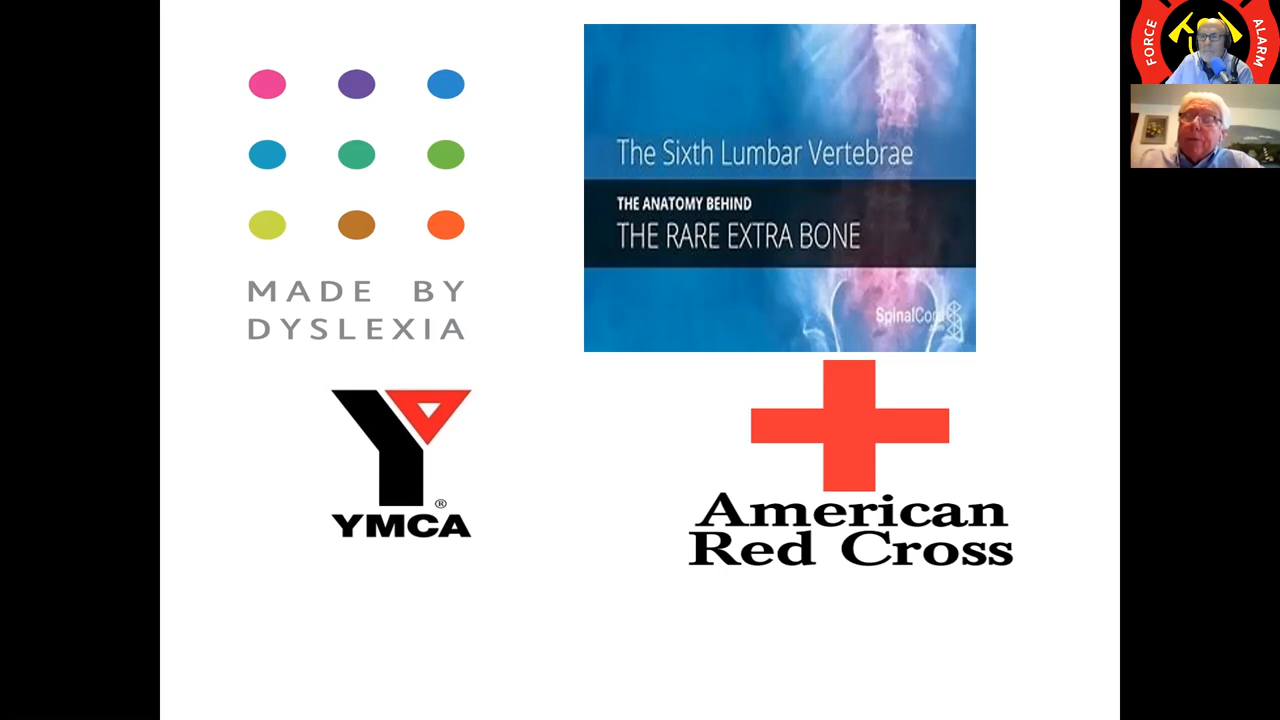 MADE BY
DYSLEXIA
The Sixth Lumbar Vertebrae
THE ANATOMY BEHIND
THE RARE EXTRA BONE
YMCA
®
American
Red Cross
FORCE
ALARM